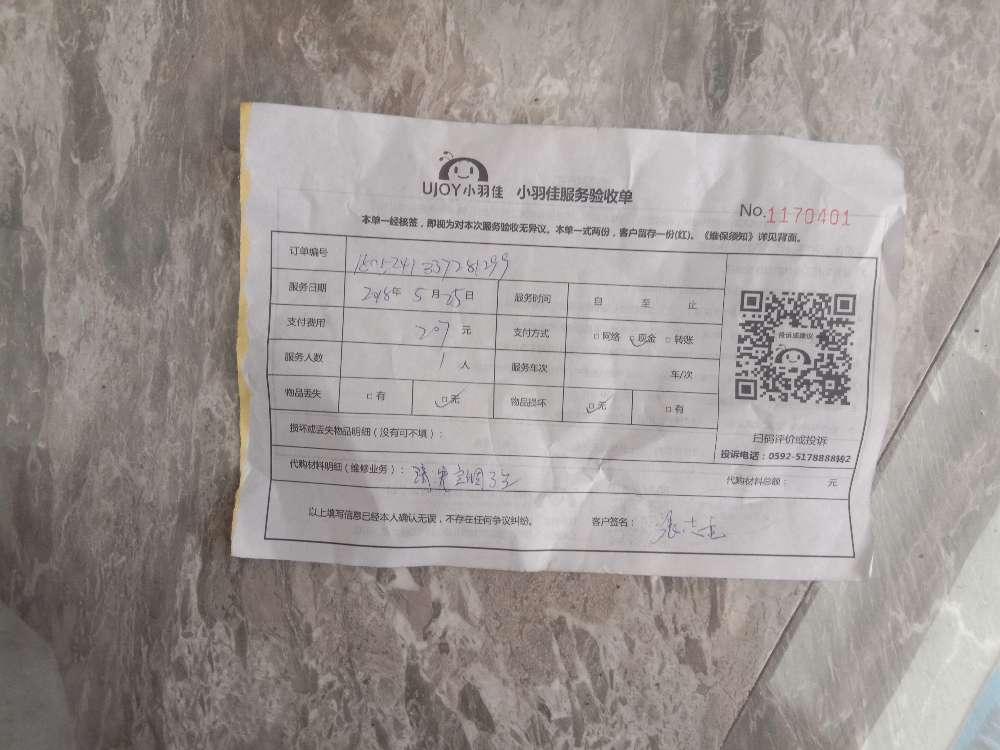 UJOY小羽佳 小羽佳服务验收单
No.1170401
本单一经接签，即视为对本次服务验收无异议。本单一式两份，客户留存一份(红)。《维保须知》详见背面。
订单编号
服务日期 2018年 5月25日 服务时间 自 至 止
支付费用 207 元 支付方式 □网络 □现金 □转账
服务人数 1 人 服务车次 车/次
物品丢失 □有 □无 物品损坏 □无 □有
投诉或建议
扫码评价或投诉
投诉电话：0592-5178888转2
损坏或丢失物品明细（没有可不填）：
代购材料明细（维修业务）： 空调3台 代购材料总额： 元
以上填写信息已经本人确认无误，不存在任何争议纠纷。 客户签名：